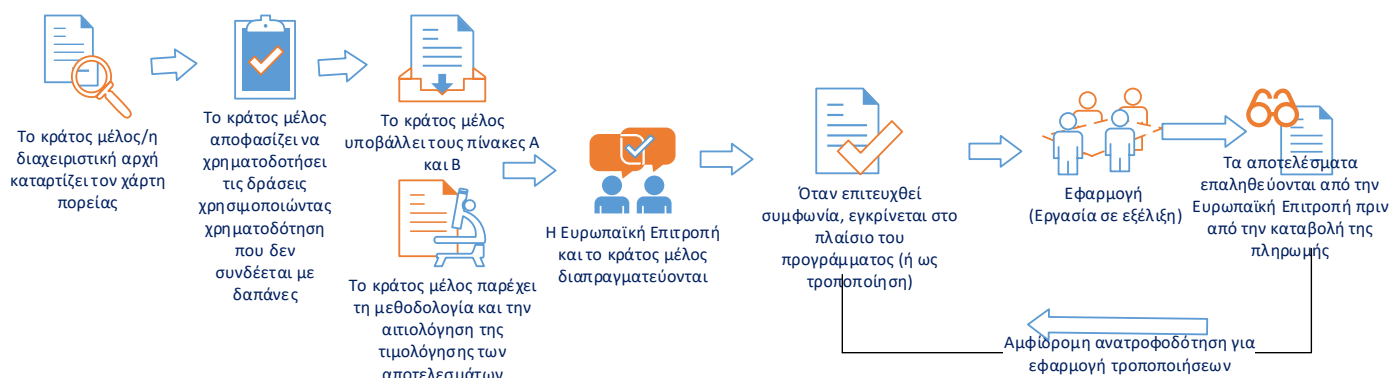 Το κράτος μέλος/η
διαχειριστική αρχή
καταρτίζει τον χάρτη
πορείας
Το κράτος μέλος
αποφασίζει να
χρηματοδοτήσει
τις δράσεις
χρησιμοποιώντας
χρηματοδότηση
που δεν
συνδέεται με
δαπάνες
Το κράτος μέλος
υποβάλλει τους πίνακες A
και B
Το κράτος μέλος παρέχει
τη μεθοδολογία και την
αιτιολόγηση της
τιμολόγησης των
αποτελεσμάτων
Η Ευρωπαϊκή Επιτροπή
και το κράτος μέλος
διαπραγματεύονται
Όταν επιτευχθεί
συμφωνία, εγκρίνεται στο
πλαίσιο του
προγράμματος (ή ως
τροποποίηση)
Εφαρμογή
(Εργασία σε εξέλιξη)
Τα αποτελέσματα
επαληθεύονται από την
Ευρωπαϊκή Επιτροπή πριν
από την καταβολή της
πληρωμής
Αμφίδρομη ανατροφοδότηση για
εφαρμογή τροποποιήσεων